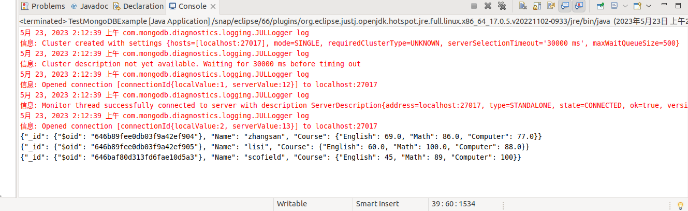 Problems Javadoc Declaration Console
<terminated> TestMongoDBExample [Java Application] /snap/eclipse/66/plugins/org.eclipse.justj.openjdk.hotspot.jre.full.linux.x86_64_17.0.5.v20221102-0933/jre/bin/java (2023年5月23日 上午2
5月 23, 2023 2:12:39 上午 com.mongodb.diagnostics.logging.JULLogger log
信息: Cluster created with settings {hosts=[localhost:27017], mode=SINGLE, requiredClusterType=UNKNOWN, serverSelectionTimeout='30000 ms', maxWaitQueueSize=500}
5月 23, 2023 2:12:39 上午 com.mongodb.diagnostics.logging.JULLogger log
信息: Cluster description not yet available. Waiting for 30000 ms before timing out
5月 23, 2023 2:12:39 上午 com.mongodb.diagnostics.logging.JULLogger log
信息: Opened connection [connectionId{localValue:1, serverValue:12}] to localhost:27017
5月 23, 2023 2:12:39 上午 com.mongodb.diagnostics.logging.JULLogger log
信息: Monitor thread successfully connected to server with description ServerDescription{address=localhost:27017, type=STANDALONE, state=CONNECTED, ok=true, versi
5月 23, 2023 2:12:39 上午 com.mongodb.diagnostics.logging.JULLogger log
信息: Opened connection [connectionId{localValue:2, serverValue:13}] to localhost:27017
{"_id": {"$oid": "646b89fee0db03f9a42ef904"}, "Name": "zhangsan", "Course": {"English": 69.0, "Math": 86.0, "Computer": 77.0}}
{"_id": {"$oid": "646b89fee0db03f9a42ef905"}, "Name": "lisi", "Course": {"English": 60.0, "Math": 100.0, "Computer": 88.0}}
{"_id": {"$oid": "646baf80d313fd6fae10d5a3"}, "Name": "scofield", "Course": {"English": 45, "Math": 89, "Computer": 100}}
Writable Smart Insert 39 : 60 : 1534